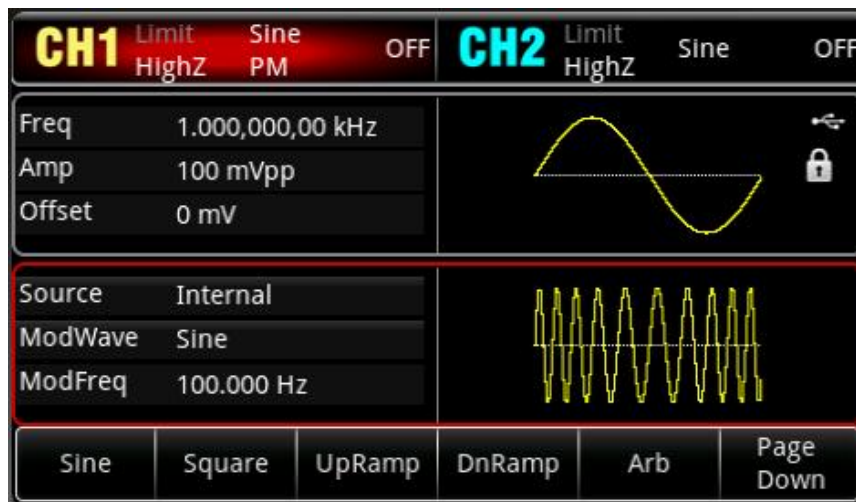 CH1 Limit Sine OFF CH2 Limit Sine OFF
HighZ PM HighZ
Freq 1.000,000,00 kHz
Amp 100 mVpp
Offset 0 mV
Source Internal
ModWave Sine
ModFreq 100.000 Hz
Sine Square UpRamp DnRamp Arb Page Down